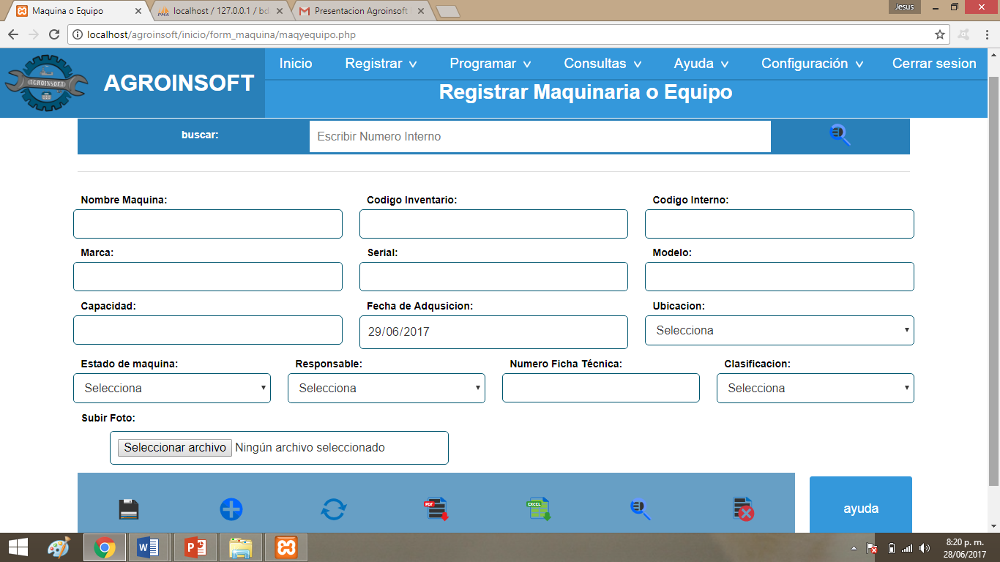 Maquina o Equipo
localhost / 127.0.0.1 / bd
Presentacion Agroinsoft
Jesus
localhost/agroinsoft/inicio/form_maquina/maqyequipo.php
AGROINSOFT
AGROINSOFT
Inicio Registrar Programar Consultas Ayuda Configuración Cerrar sesion
Registrar Maquinaria o Equipo
buscar: Escribir Numero Interno
Nombre Maquina: Codigo Inventario: Codigo Interno:
Marca: Serial: Modelo:
Capacidad: Fecha de Adqusicion: Ubicacion:
29/06/2017 Selecciona
Estado de maquina: Responsable: Numero Ficha Técnica: Clasificacion:
Selecciona Selecciona Selecciona
Subir Foto:
Seleccionar archivo Ningún archivo seleccionado
PDF EXCEL
ayuda
8:20 p. m.
28/06/2017